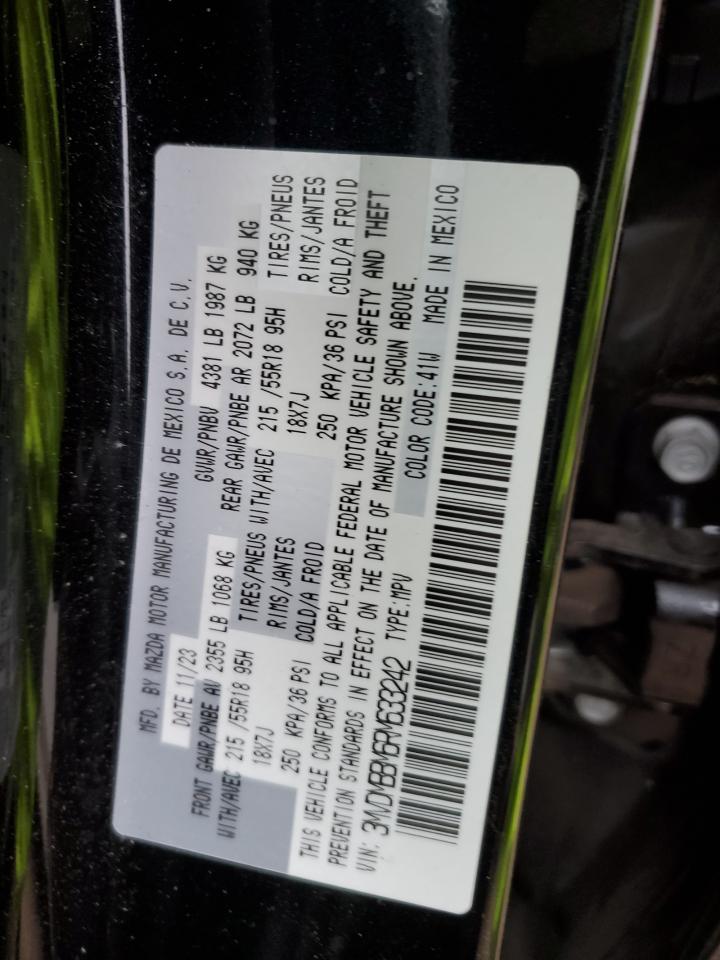 MFD. BY MAZDA MOTOR MANUFACTURING DE MEXICO S.A. DE C.V.
DATE 11/23 GVWR/PNBV 4381 LB 1987 KG
FRONT GAWR/PNBE AV 2355 LB 1068 KG REAR GAWR/PNBE AR 2072 LB 940 KG
WITH/AVEC 215 /55R18 95H TIRES/PNEUS WITH/AVEC 215 /55R18 95H TIRES/PNEUS
18X7J RIMS/JANTES 18X7J RIMS/JANTES
250 KPA/36 PSI COLD/A FROID 250 KPA/36 PSI COLD/A FROID
THIS VEHICLE CONFORMS TO ALL APPLICABLE FEDERAL MOTOR VEHICLE SAFETY AND THEFT
PREVENTION STANDARDS IN EFFECT ON THE DATE OF MANUFACTURE SHOWN ABOVE.
VIN: 3MVDMBBM6RM633242 TYPE:MPV COLOR CODE:41W MADE IN MEXICO